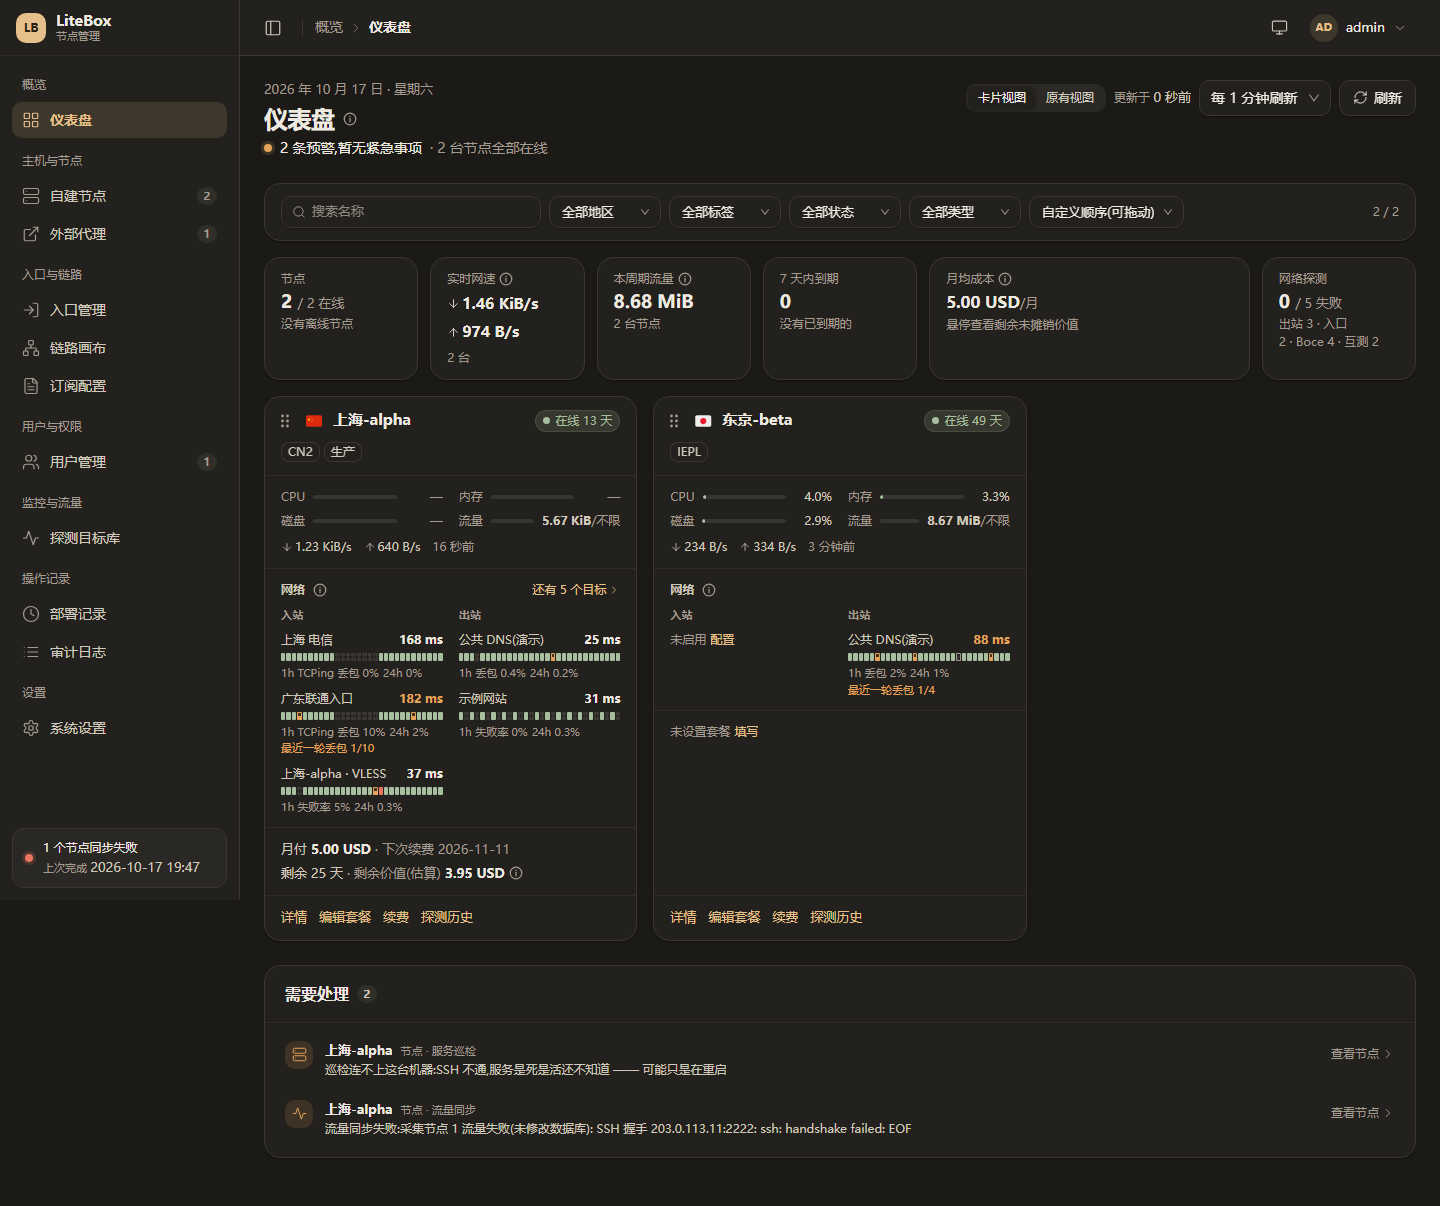 LB
LiteBox
节点管理
概览
仪表盘
主机与节点
自建节点 2
外部代理 1
入口与链路
入口管理
链路画布
订阅配置
用户与权限
用户管理 1
监控与流量
探测目标库
操作记录
部署记录
审计日志
设置
系统设置
1 个节点同步失败
上次完成 2026-10-17 19:47
概览 仪表盘
AD admin
2026 年 10 月 17 日 · 星期六
仪表盘
2 条预警,暂无紧急事项 · 2 台节点全部在线
卡片视图 原有视图 更新于 0 秒前 每 1 分钟刷新 刷新
搜索名称 全部地区 全部标签 全部状态 全部类型 自定义顺序(可拖动) 2 / 2
节点
2 / 2 在线
没有离线节点
实时网速
↓ 1.46 KiB/s
↑ 974 B/s
2 台
本周期流量
8.68 MiB
2 台节点
7 天内到期
0
没有已到期的
月均成本
5.00 USD/月
悬停查看剩余未摊销价值
网络探测
0 / 5 失败
出站 3 · 入口
2 · Boce 4 · 互测 2
上海-alpha 在线 13 天
CN2 生产
CPU — 内存 —
磁盘 — 流量 5.67 KiB/不限
↓ 1.23 KiB/s ↑ 640 B/s 16 秒前
网络 还有 5 个目标
入站 出站
上海 电信 168 ms 公共 DNS(演示) 25 ms
1h TCPing 丢包 0% 24h 0% 1h 丢包 0.4% 24h 0.2%
广东联通入口 182 ms 示例网站 31 ms
1h TCPing 丢包 10% 24h 2% 1h 失败率 0% 24h 0.3%
最近一轮丢包 1/10
上海-alpha · VLESS 37 ms
1h 失败率 5% 24h 0.3%
月付 5.00 USD · 下次续费 2026-11-11
剩余 25 天 · 剩余价值(估算) 3.95 USD
详情 编辑套餐 续费 探测历史
东京-beta 在线 49 天
IEPL
CPU 4.0% 内存 3.3%
磁盘 2.9% 流量 8.67 MiB/不限
↓ 234 B/s ↑ 334 B/s 3 分钟前
网络
入站 出站
未启用 配置 公共 DNS(演示) 88 ms
1h 丢包 2% 24h 1%
最近一轮丢包 1/4
未设置套餐 填写
详情 编辑套餐 续费 探测历史
需要处理 2
上海-alpha 节点 · 服务巡检 查看节点
巡检连不上这台机器:SSH 不通,服务是死是活还不知道 —— 可能只是在重启
上海-alpha 节点 · 流量同步 查看节点
流量同步失败:采集节点 1 流量失败(未修改数据库): SSH 握手 203.0.113.11:2222: ssh: handshake failed: EOF